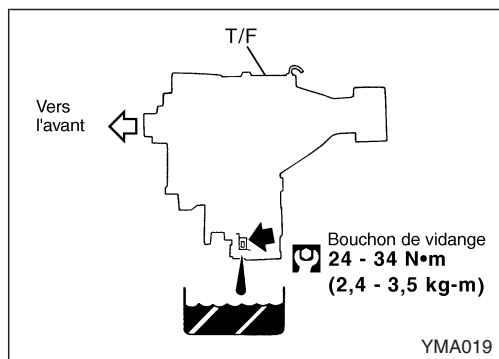 T/F
Vers
l'avant
Bouchon de vidange
24 - 34 N•m
(2,4 - 3,5 kg-m)
YMA019